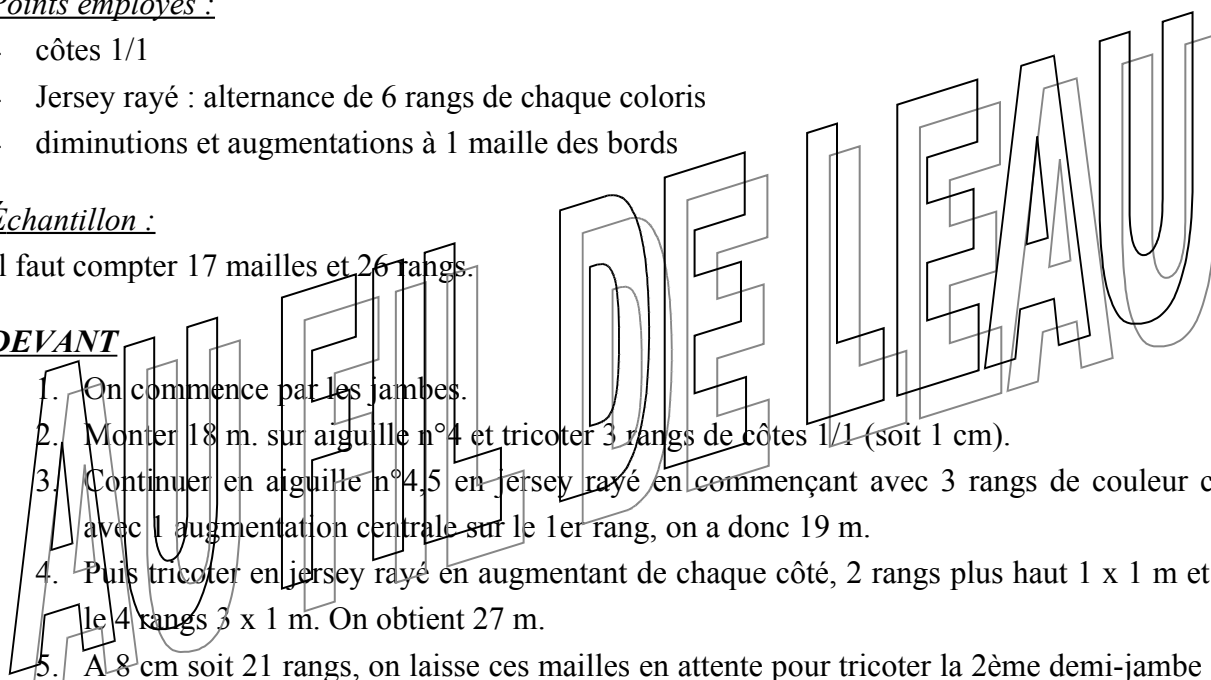 Points employés :
- côtes 1/1
- Jersey rayé : alternance de 6 rangs de chaque coloris
- diminutions et augmentations à 1 maille des bords
Échantillon :
l faut compter 17 mailles et 26 rangs.
DEVANT
1. On commence par les jambes.
2. Monter 18 m. sur aiguille n°4 et tricoter 3 rangs de côtes 1/1 (soit 1 cm).
3. Continuer en aiguille n°4,5 en jersey rayé en commençant avec 3 rangs de couleur
avec 1 augmentation centrale sur le 1er rang, on a donc 19 m.
4. Puis tricoter en jersey rayé en augmentant de chaque côté, 2 rangs plus haut 1 x 1 m et
le 4 rangs 3 x 1 m. On obtient 27 m.
5. A 8 cm soit 21 rangs, on laisse ces mailles en attente pour tricoter la 2ème demi-jambe
AU FIL DE LEAU